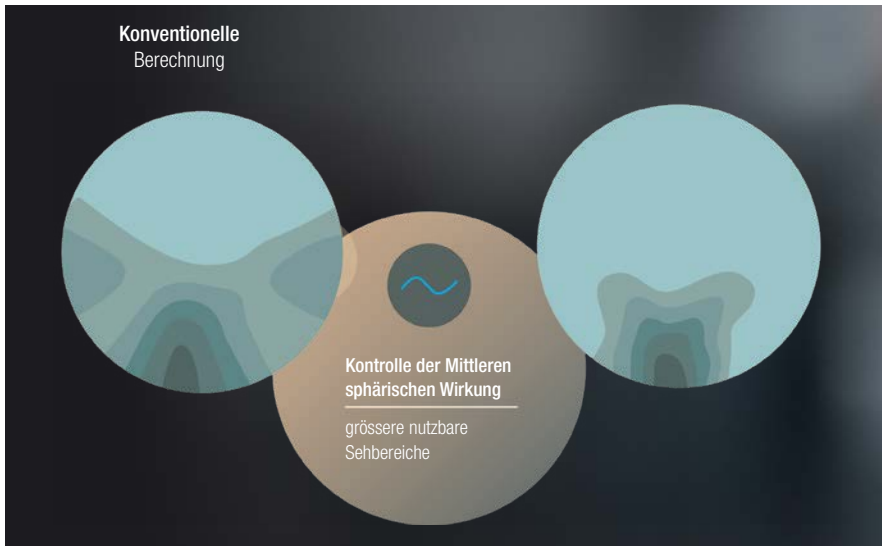 Konventionelle
Berechnung
Kontrolle der Mittleren
sphärischen Wirkung
grössere nutzbare
Sehbereiche